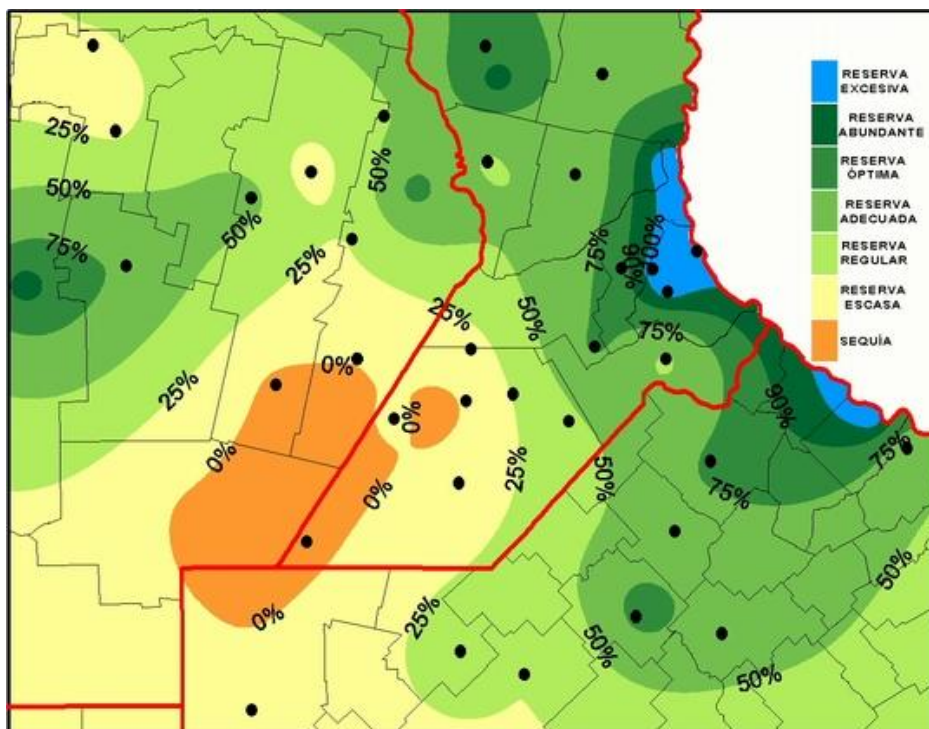 RESERVA
EXCESIVA
RESERVA
ABUNDANTE
RESERVA
ÓPTIMA
RESERVA
ADECUADA
RESERVA
REGULAR
RESERVA
ESCASA
SEQUÌA
25%
50%
75%
50%
50%
25%
25%
0%
0%
0%
0%
0%
25%
50%
75%
90%
100%
75%
90%
75%
75%
50%
25%
25%
50%
50%
50%